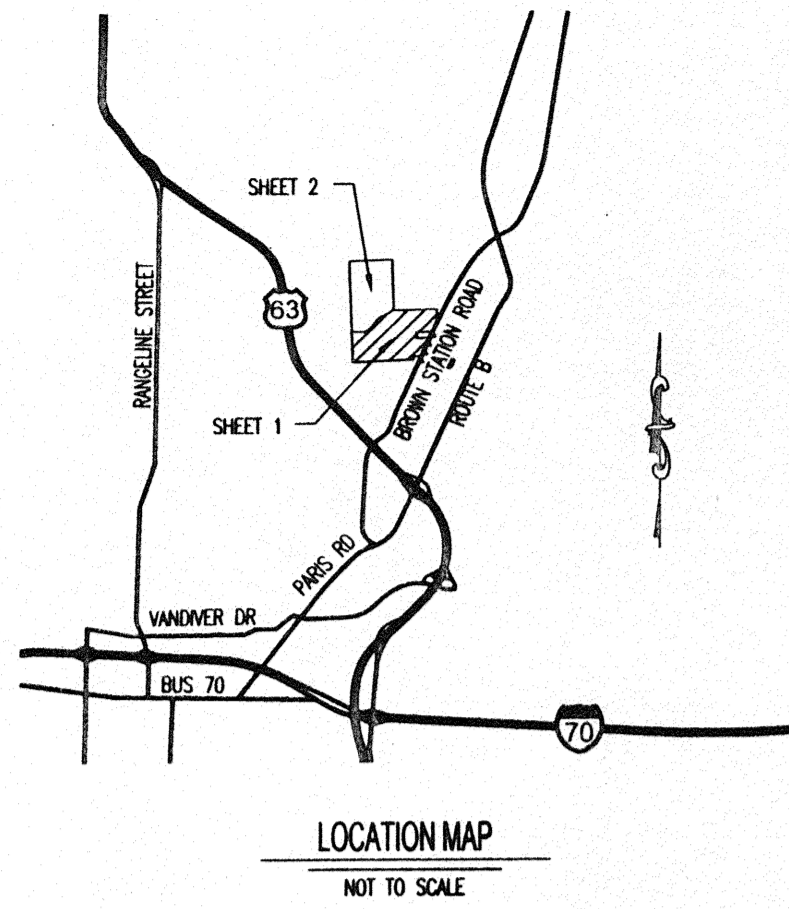 SHEET 2
RANGELINE STREET
63
BROWN STATION ROAD
ROUTE B
SHEET 1
PARIS RD
VANDIVER DR
BUS 70
70
LOCATION MAP
NOT TO SCALE